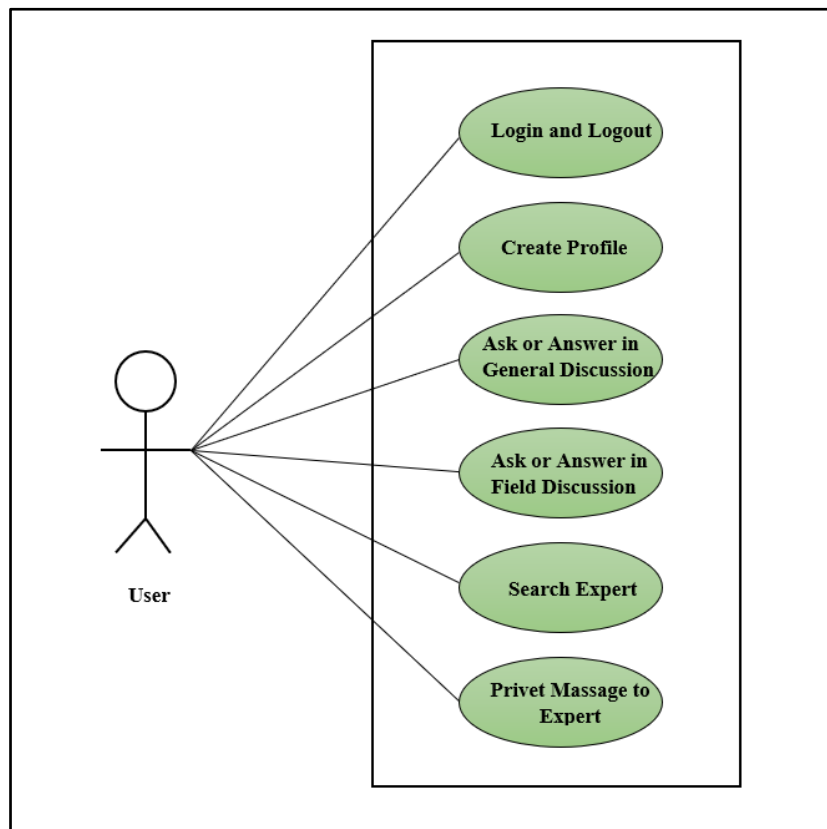 Login and Logout
Create Profile
Ask or Answer in
General Discussion
Ask or Answer in
Field Discussion
Search Expert
User
Privet Massage to
Expert